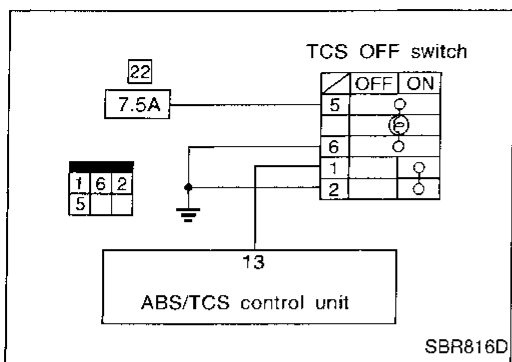 TCS OFF switch
22
7.5A
OFF ON
5
6
1
2
1 6 2
5
13
ABS/TCS control unit
SBR816D